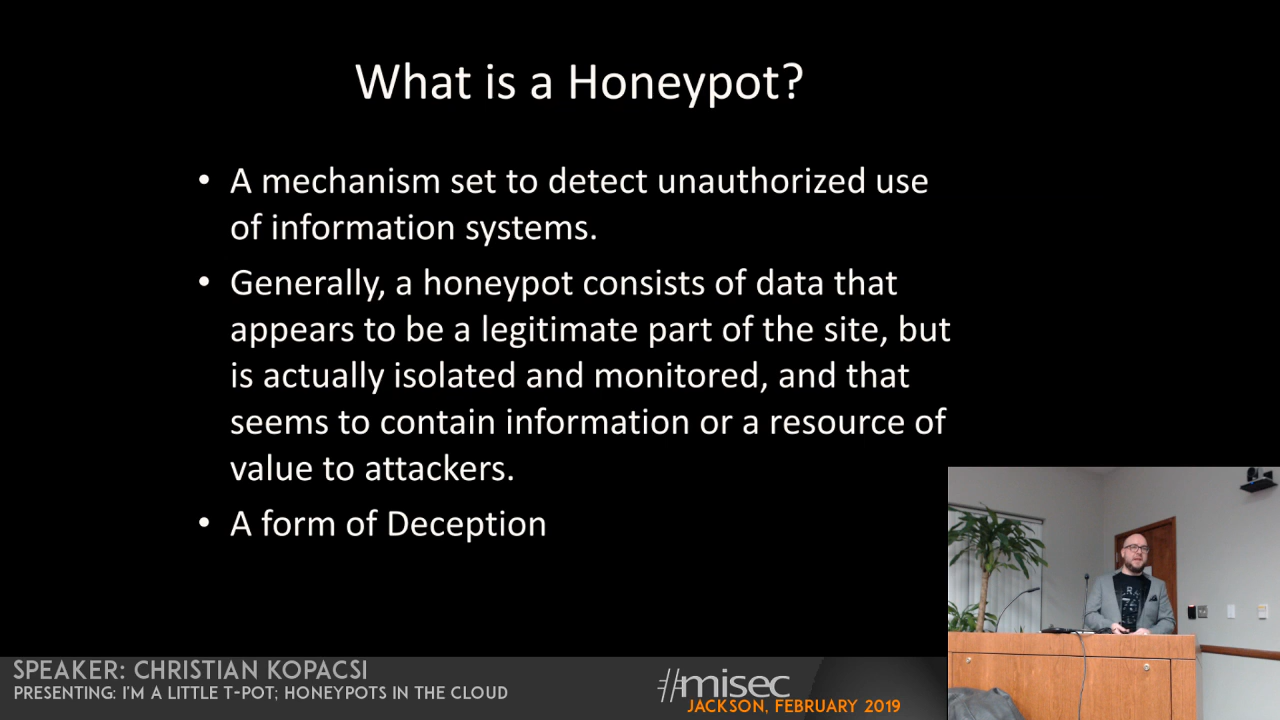 What is a Honeypot?
• A mechanism set to detect unauthorized use
of information systems.
• Generally, a honeypot consists of data that
appears to be a legitimate part of the site, but
is actually isolated and monitored, and that
seems to contain information or a resource of
value to attackers.
• A form of Deception
SPEAKER: CHRISTIAN KOPACSI
PRESENTING: I'M A LITTLE T-POT; HONEYPOTS IN THE CLOUD
#misec
JACKSON, FEBRUARY 2019